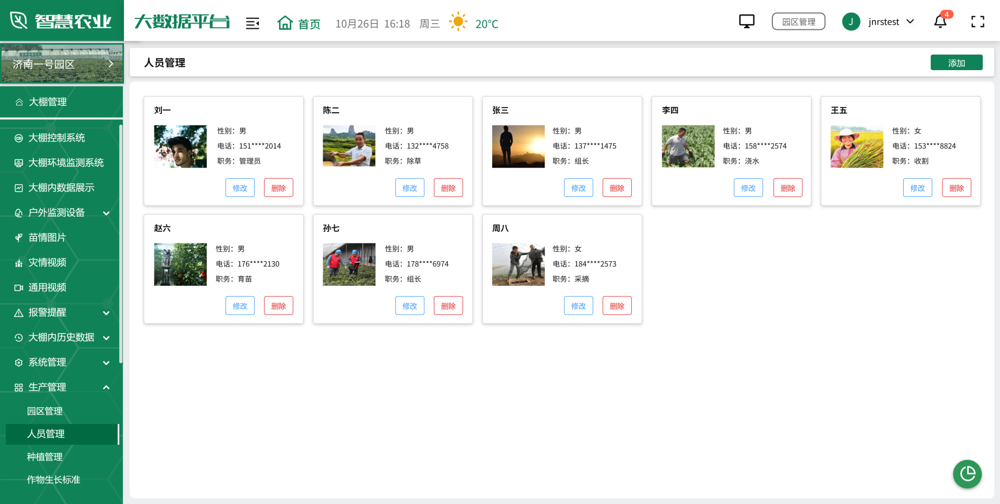 智慧农业
大数据平台
首页
10月26日 16:18 周三
20°C
园区管理
J
jnrstest
4
济南一号园区
大棚管理
大棚控制系统
大棚环境监测系统
大棚内数据展示
户外监测设备
苗情图片
灾情视频
通用视频
报警提醒
大棚内历史数据
系统管理
生产管理
园区管理
人员管理
种植管理
作物生长标准
人员管理
添加
刘一
性别：男
电话：151****2014
职务：管理员
修改
删除
陈二
性别：男
电话：132****4758
职务：除草
修改
删除
张三
性别：男
电话：137****1475
职务：组长
修改
删除
李四
性别：男
电话：158****2574
职务：浇水
修改
删除
王五
性别：女
电话：153****8824
职务：收割
修改
删除
赵六
性别：男
电话：176****2130
职务：育苗
修改
删除
孙七
性别：男
电话：178****6974
职务：组长
修改
删除
周八
性别：女
电话：184****2573
职务：采摘
修改
删除